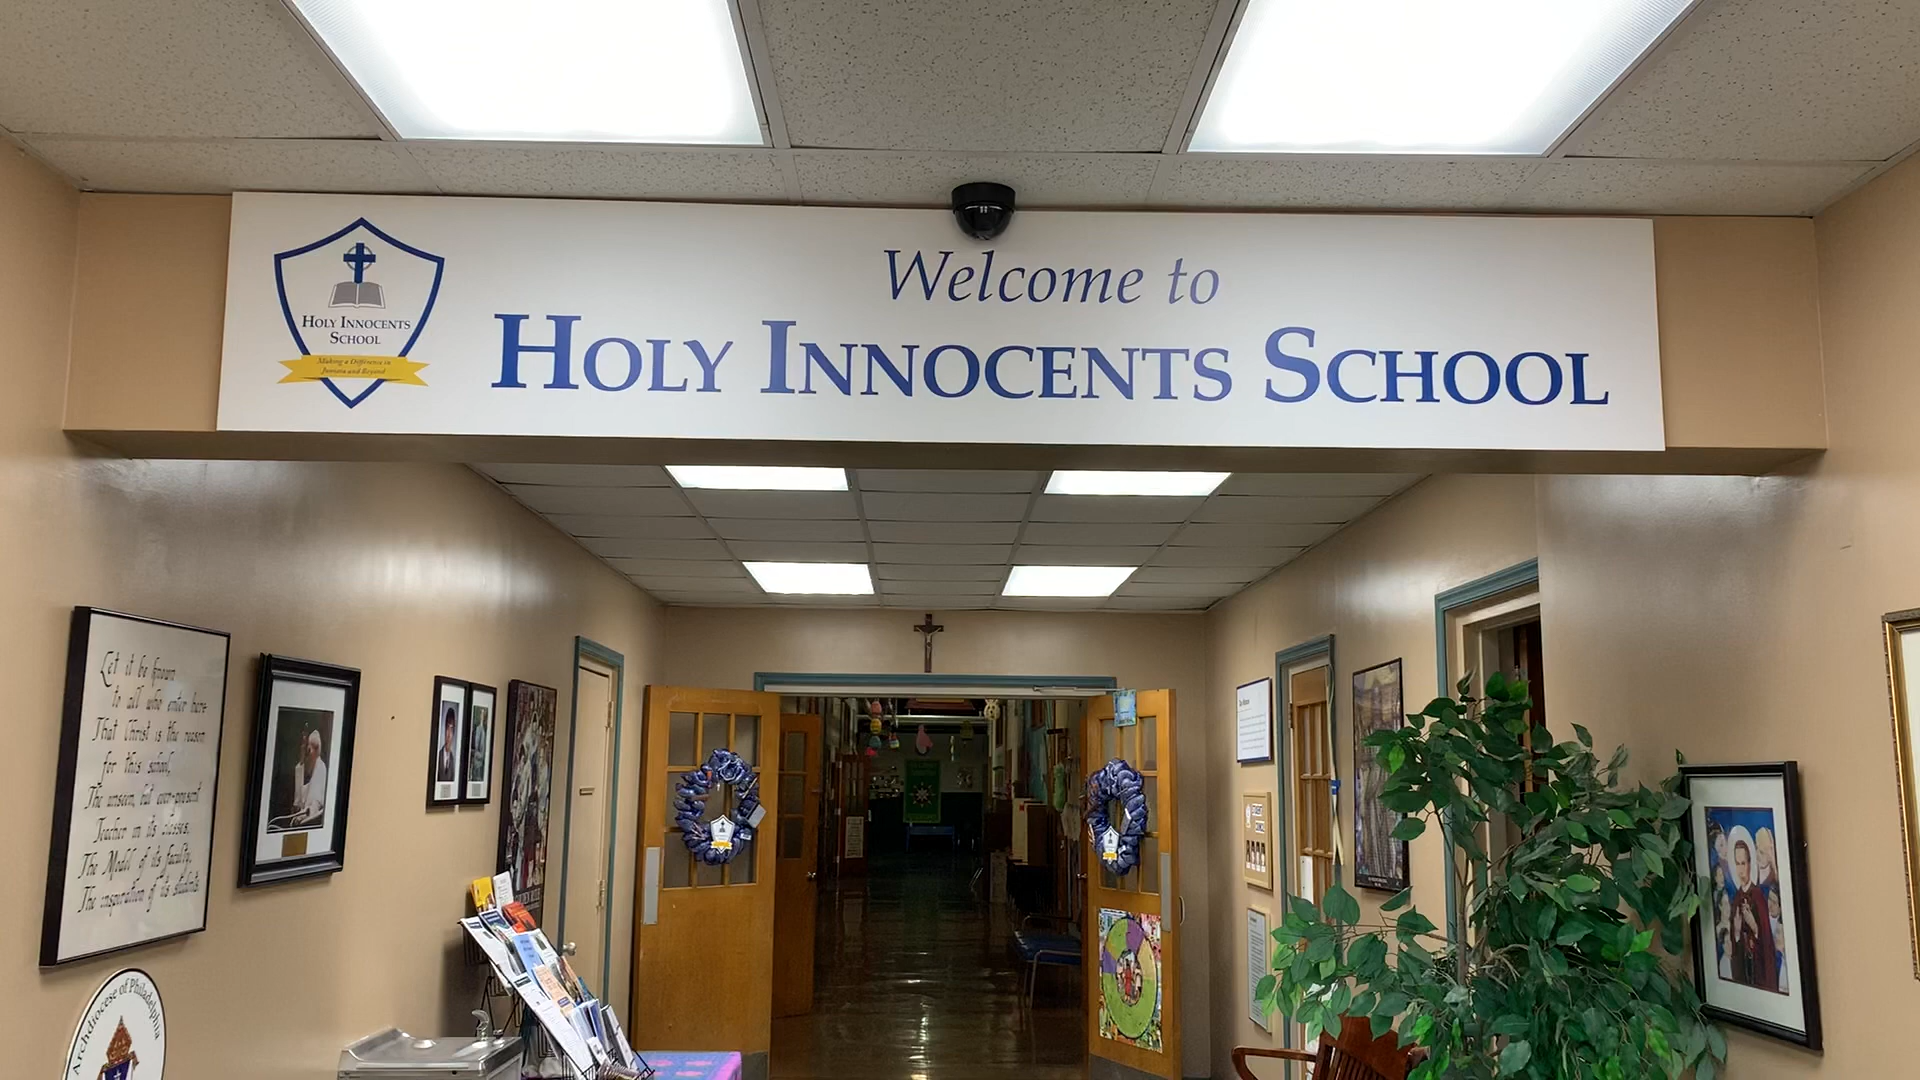 Welcome to
HOLY INNOCENTS SCHOOL
HOLY INNOCENTS
SCHOOL
Making a Difference in
Juniata and Beyond
Let it be known
to all who enter here
That Christ is the reason
for this school,
The unseen, but ever-present
Teacher in its classes,
The Model of its faculty,
The inspiration of its students
Archdiocese of Philadelphia